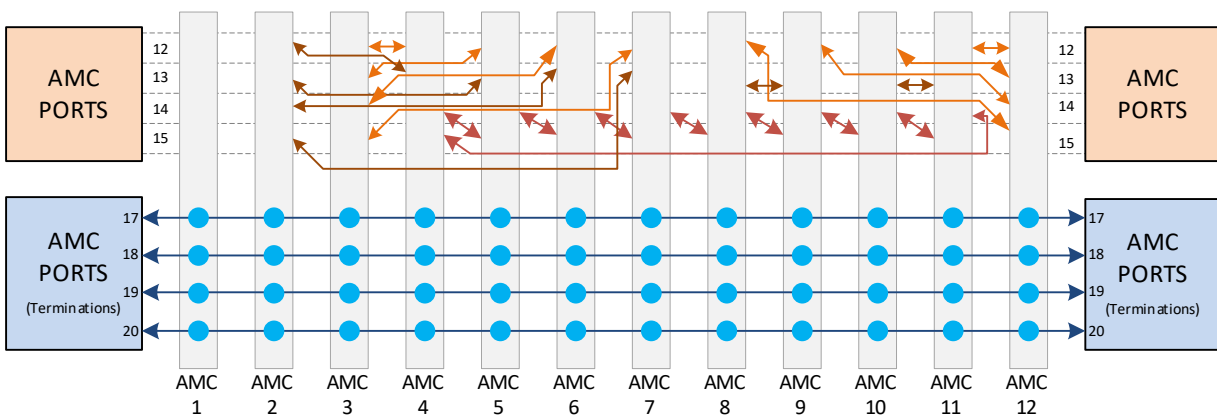 AMC
PORTS
12
13
14
15
12
13
14
15
AMC
PORTS
AMC
PORTS
(Terminations)
17
18
19
20
17
18
19
20
AMC
PORTS
(Terminations)
AMC
1
AMC
2
AMC
3
AMC
4
AMC
5
AMC
6
AMC
7
AMC
8
AMC
9
AMC
10
AMC
11
AMC
12